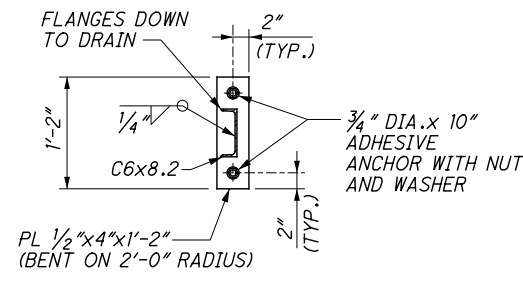 FLANGES DOWN
TO DRAIN
2"
(TYP.)
1'-2"
1/4"
C6x8.2
3/4" DIA.x 10"
ADHESIVE
ANCHOR WITH NUT
AND WASHER
2"
(TYP.)
PL 1/2"x4"x1'-2"
(BENT ON 2'-0" RADIUS)